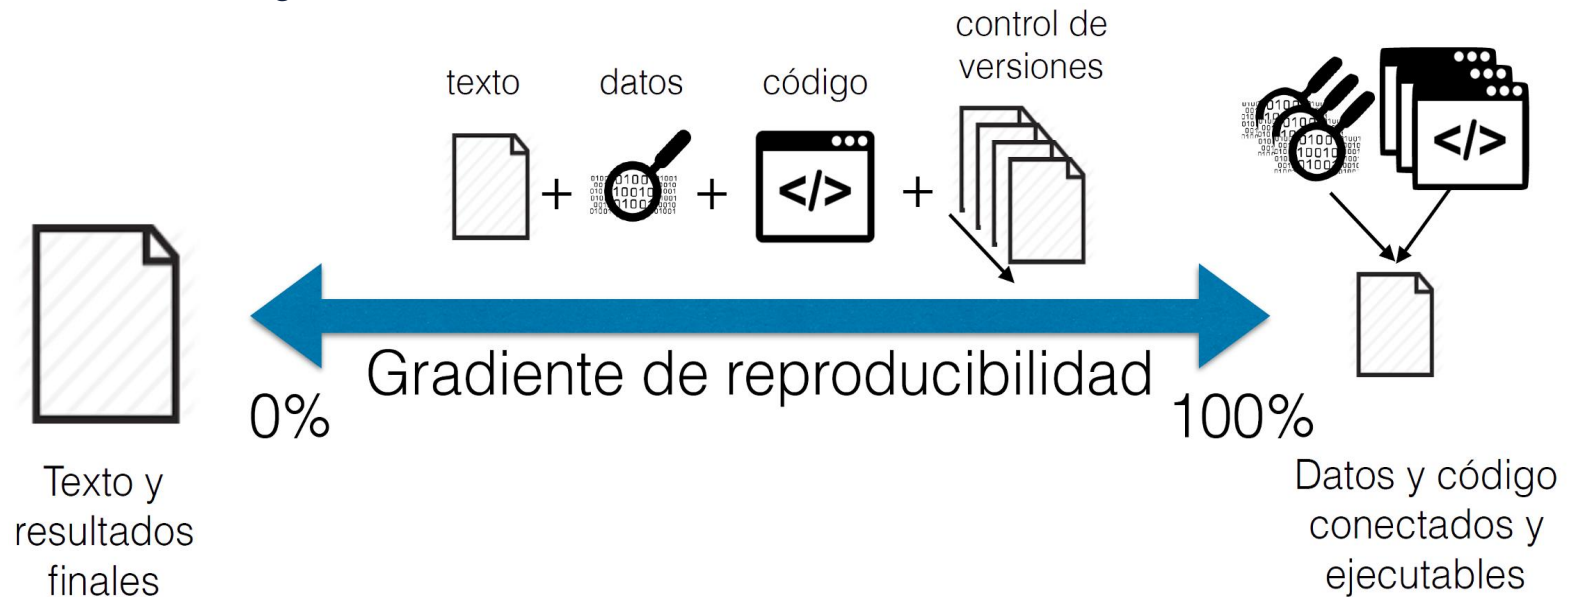 control de
versiones
texto
datos
código
</>
</>
Gradiente de reproducibilidad
0%
100%
Texto y
resultados
finales
Datos y código
conectados y
ejecutables